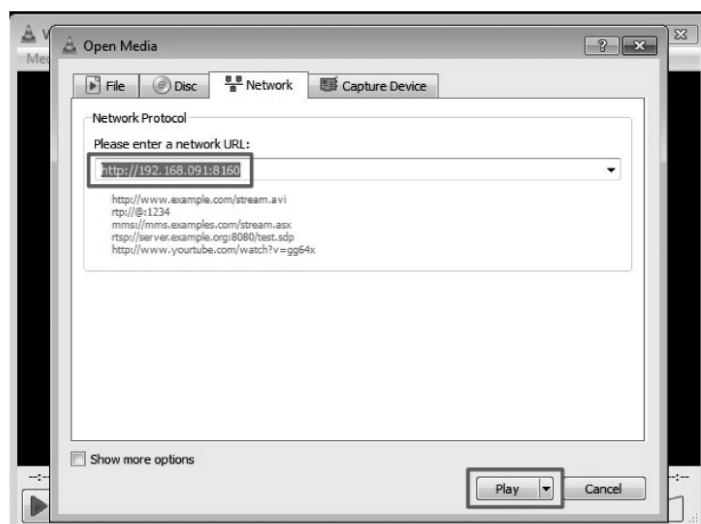 V
Open Media
Med
File
Disc
Network
Capture Device
Network Protocol
Please enter a network URL:
http://192.168.091:8160
http://www.example.com/stream.avi
rtp://@:1234
mms://mms.examples.com/stream.asx
rtsp://server.example.org:8080/test.sdp
http://www.yourtube.com/watch?v=gg64x
Show more options
Play
Cancel